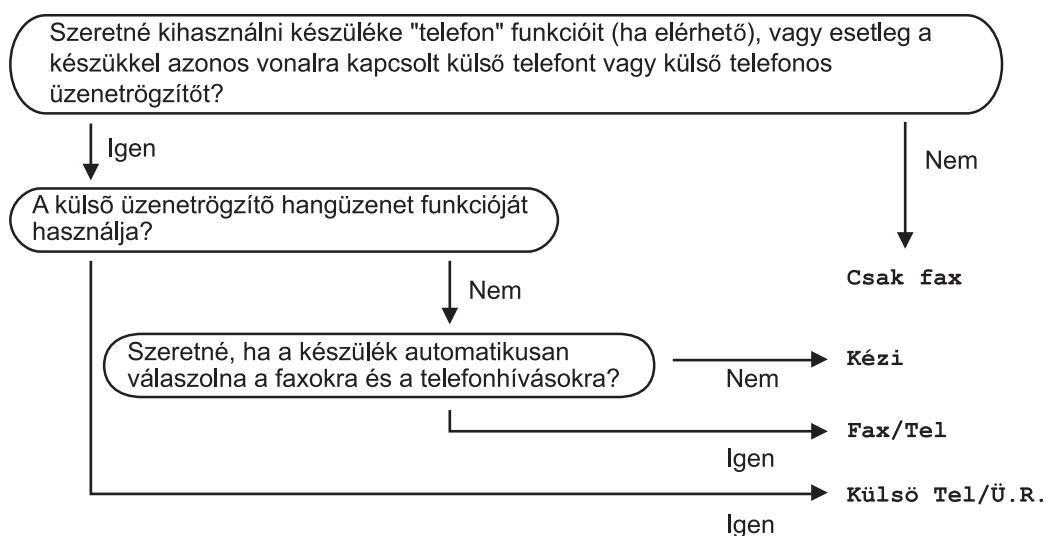 Szeretné kihasználni készüléke "telefon" funkcióit (ha elérhető), vagy esetleg a
készükkel azonos vonalra kapcsolt külső telefont vagy külső telefonos
üzenetrögzítőt?
Igen
Nem
A külsõ üzenetrögzítõ hangüzenet funkcióját
használja?
Csak fax
Nem
Szeretné, ha a készülék automatikusan
válaszolna a faxokra és a telefonhívásokra?
Nem
Kézi
Fax/Tel
Igen
Külsö Tel/Ü.R.
Igen